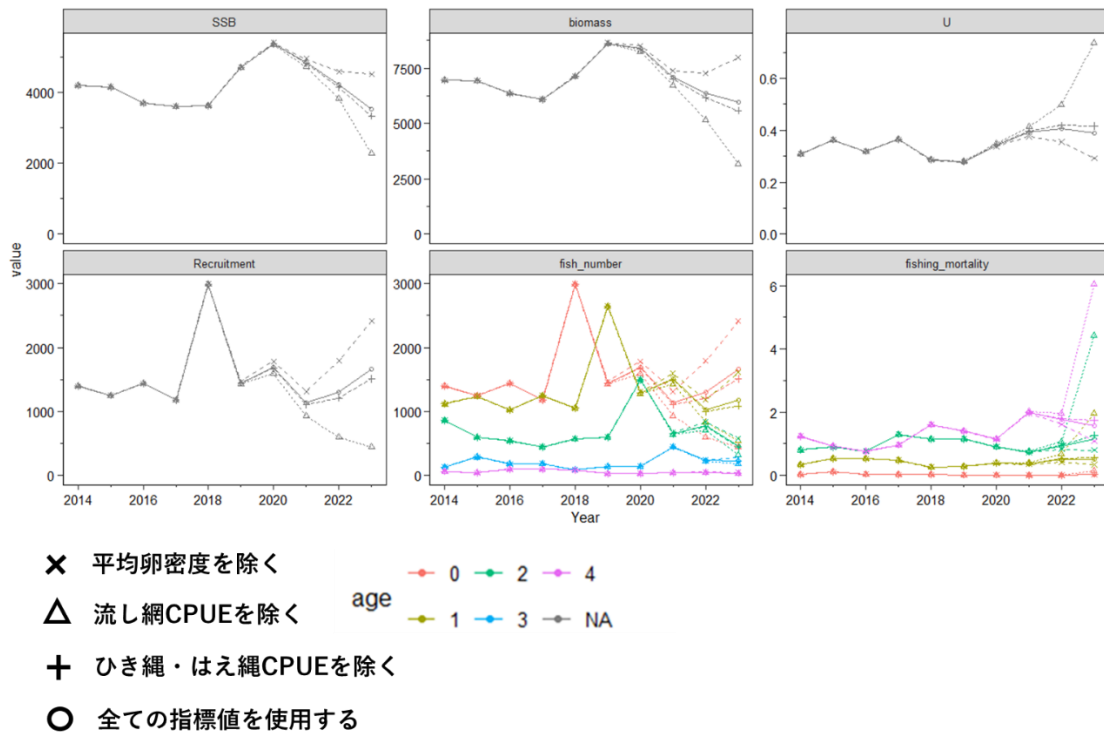 SSB
biomass
U
4000
2000
0
7500
5000
2500
0
0.6
0.4
0.2
0.0
value
Recruitment
fish_number
fishing_mortality
3000
2000
1000
0
3000
2000
1000
0
6
4
2
0
2014 2016 2018 2020 2022
2014 2016 2018 2020 2022
2014 2016 2018 2020 2022
Year
平均卵密度を除く
流し網CPUEを除く
ひき縄・はえ縄CPUEを除く
全ての指標値を使用する
age
0 2 4
1 3 NA